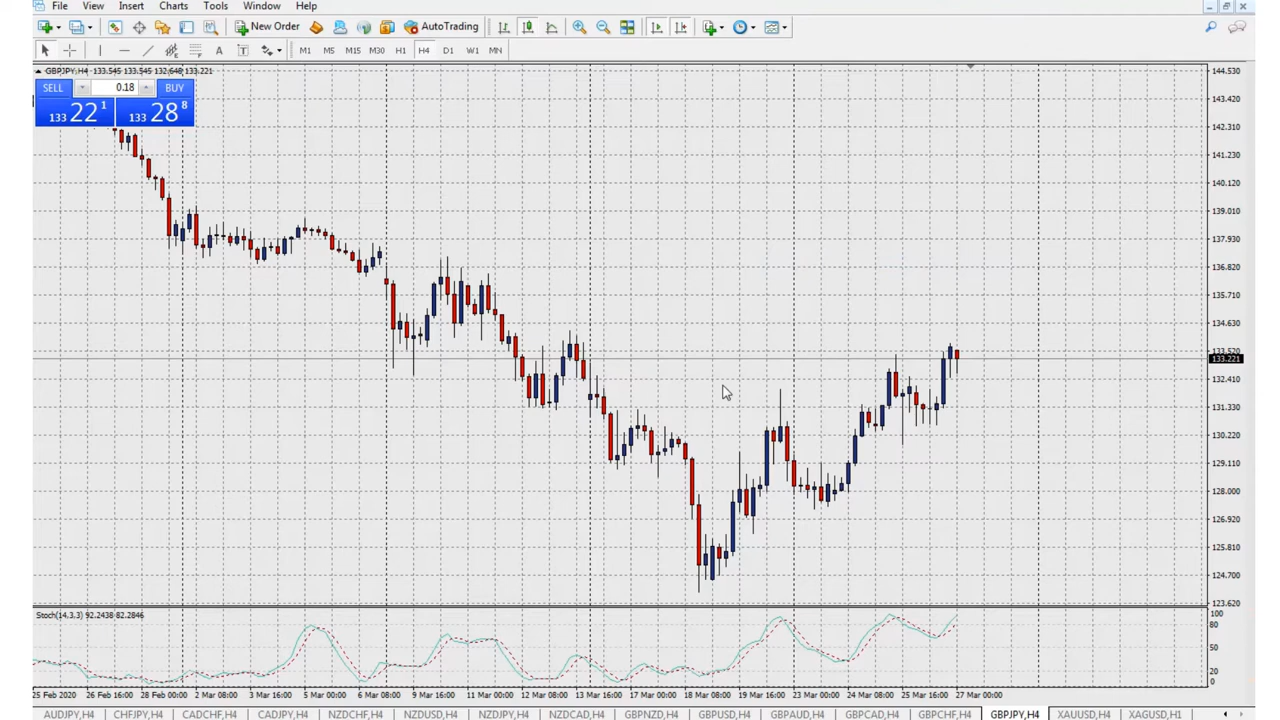 File View Insert Charts Tools Window Help
New Order AutoTrading
A T M1 M5 M15 M30 H1 H4 D1 W1 MN
GBPJPY,H4 133.545 133.545 132.648 133.221
SELL 0.18 BUY
133 22 1 133 28 8
144.530
143.420
142.310
141.230
140.120
139.010
137.930
136.820
135.710
134.630
133.520
133.221
132.410
131.330
130.220
129.110
128.000
126.920
125.810
124.700
123.620
Stoch(14,3,3) 92.2438 82.2846
100
80
50
20
0
25 Feb 2020 26 Feb 16:00 28 Feb 00:00 2 Mar 08:00 3 Mar 16:00 5 Mar 00:00 6 Mar 08:00 9 Mar 16:00 11 Mar 00:00 12 Mar 08:00 13 Mar 16:00 17 Mar 00:00 18 Mar 08:00 19 Mar 16:00 23 Mar 00:00 24 Mar 08:00 25 Mar 16:00 27 Mar 00:00
AUDJPY,H4 CHFJPY,H4 CADCHF,H4 CADJPY,H4 NZDCHF,H4 NZDUSD,H4 NZDJPY,H4 NZDCAD,H4 GBPNZD,H4 GBPUSD,H4 GBPAUD,H4 GBPCAD,H4 GBPCHF,H4 GBPJPY,H4 XAUUSD,H4 XAGUSD,H1